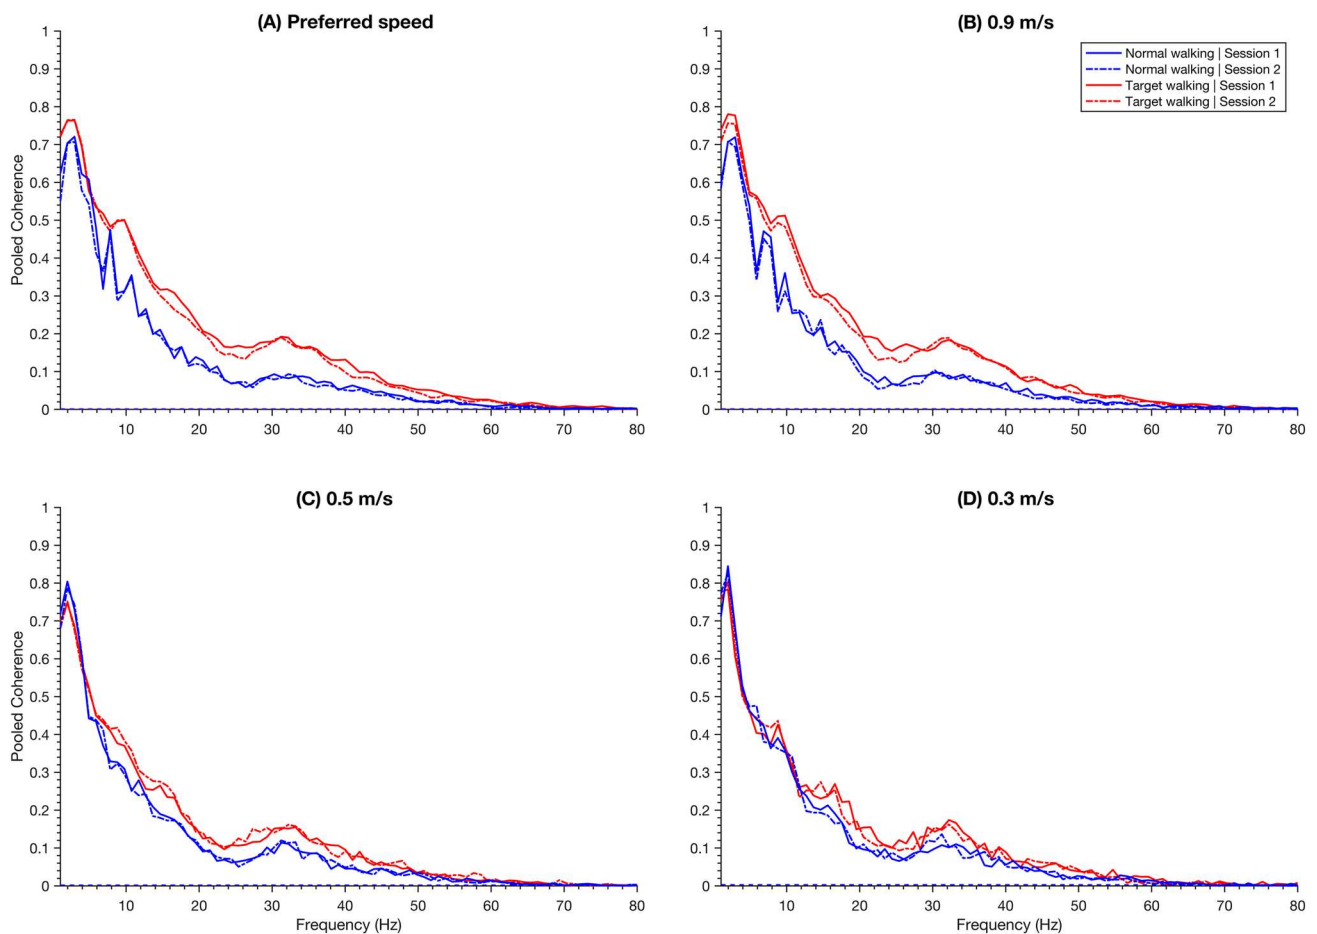 (A) Preferred speed
1
0.9
0.8
0.7
0.6
0.5
0.4
0.3
0.2
0.1
0
Pooled Coherence
10 20 30 40 50 60 70 80
(B) 0.9 m/s
Normal walking | Session 1
Normal walking | Session 2
Target walking | Session 1
Target walking | Session 2
1
0.9
0.8
0.7
0.6
0.5
0.4
0.3
0.2
0.1
0
10 20 30 40 50 60 70 80
(C) 0.5 m/s
1
0.9
0.8
0.7
0.6
0.5
0.4
0.3
0.2
0.1
0
Pooled Coherence
10 20 30 40 50 60 70 80
Frequency (Hz)
(D) 0.3 m/s
1
0.9
0.8
0.7
0.6
0.5
0.4
0.3
0.2
0.1
0
10 20 30 40 50 60 70 80
Frequency (Hz)